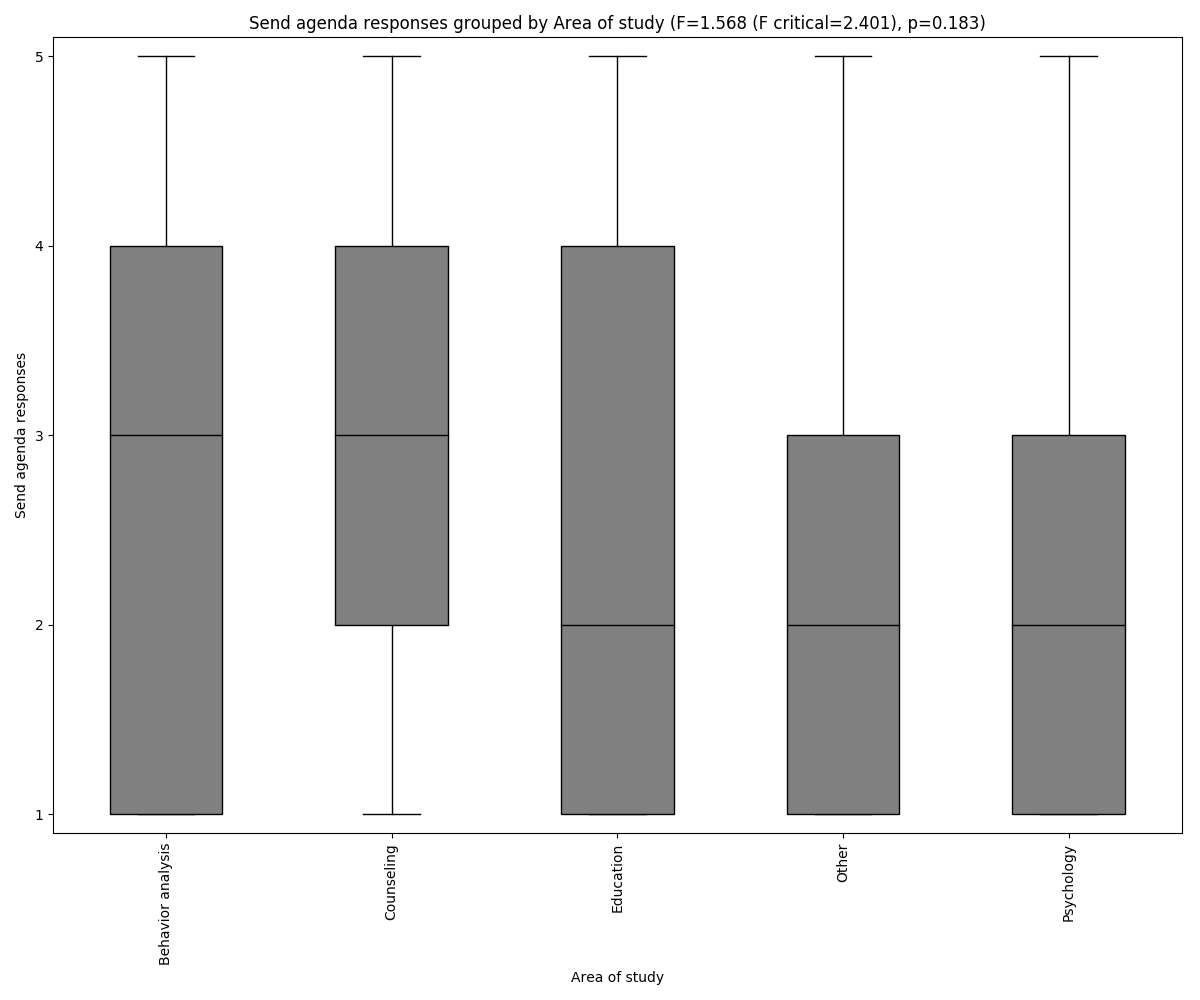 Send agenda responses grouped by Area of study (F=1.568 (F critical=2.401), p=0.183)
5
4
3
2
1
Send agenda responses
Behavior analysis
Counseling
Education
Other
Psychology
Area of study